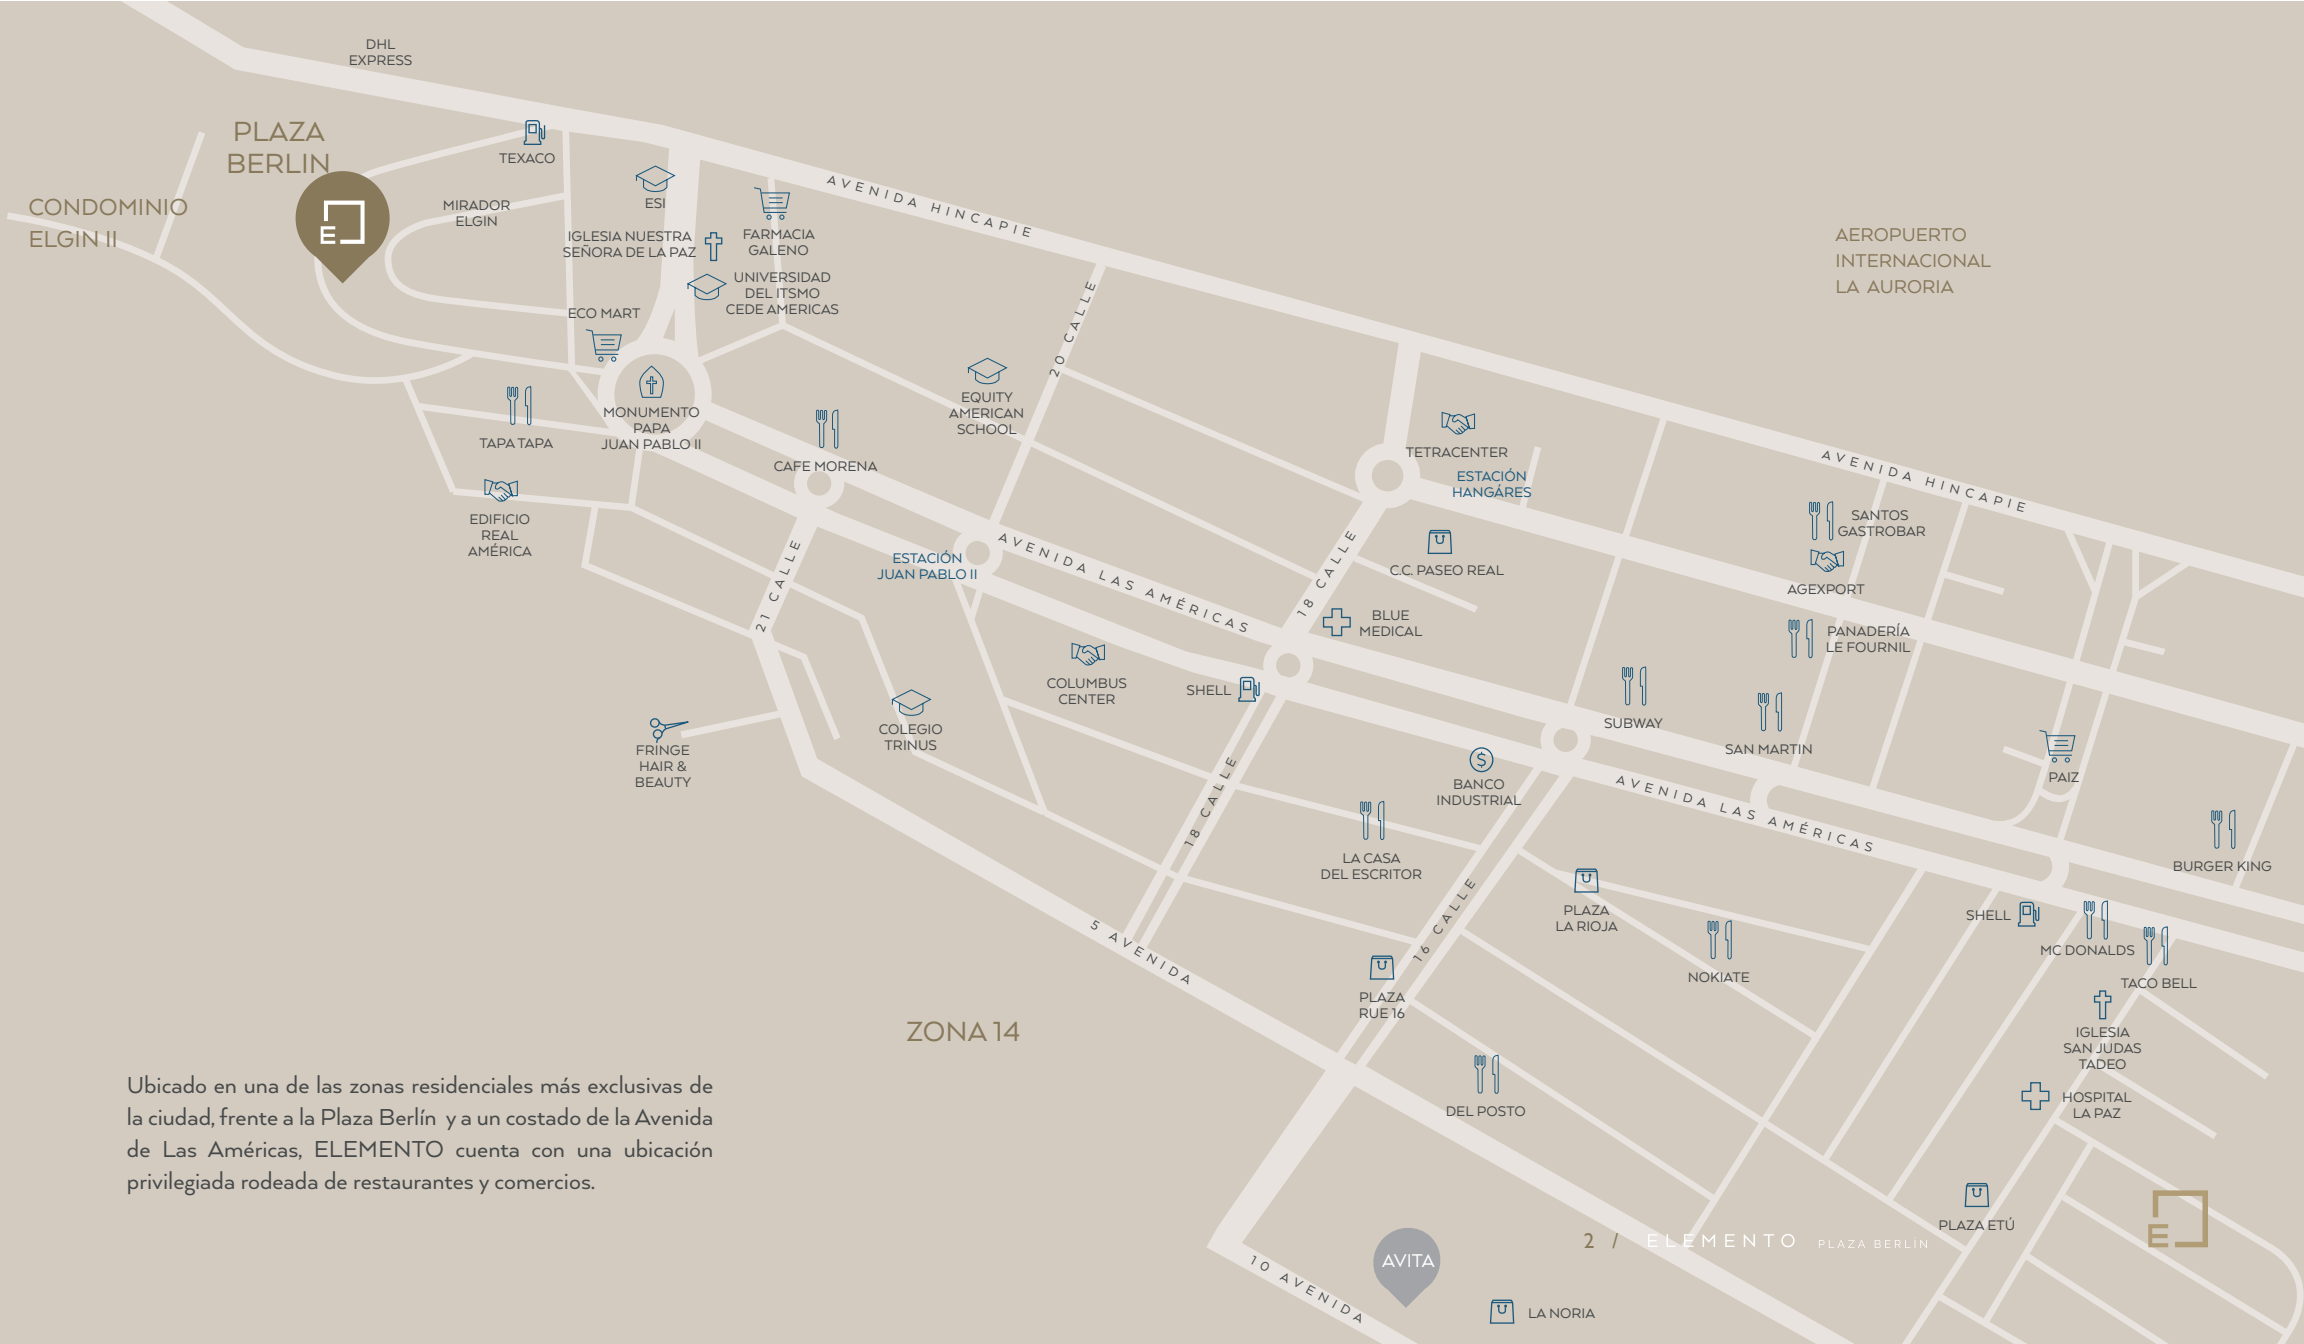 DHL
EXPRESS
PLAZA
BERLIN
TEXACO
CONDOMINIO
ELGIN II
E
MIRADOR
ELGIN
ESI
IGLESIA NUESTRA
SEÑORA DE LA PAZ
FARMACIA
GALENO
UNIVERSIDAD
DEL ITSMO
CEDE AMERICAS
AVENIDA HINCAPIE
AEROPUERTO
INTERNACIONAL
LA AURORIA
ECO MART
20 CALLE
MONUMENTO
PAPA
JUAN PABLO II
TAPA TAPA
CAFE MORENA
EQUITY
AMERICAN
SCHOOL
TETRACENTER
ESTACIÓN
HANGÁRES
AVENIDA HINCAPIE
EDIFICIO
REAL
AMÉRICA
21 CALLE
ESTACIÓN
JUAN PABLO II
AVENIDA LAS AMÉRICAS
18 CALLE
C.C. PASEO REAL
SANTOS
GASTROBAR
AGEXPORT
BLUE
MEDICAL
PANADERÍA
LE FOURNIL
COLUMBUS
CENTER
SHELL
SUBWAY
SAN MARTIN
COLEGIO
TRINUS
FRINGE
HAIR &
BEAUTY
18 CALLE
$
BANCO
INDUSTRIAL
AVENIDA LAS AMÉRICAS
PAIZ
LA CASA
DEL ESCRITOR
BURGER KING
16 CALLE
PLAZA
LA RIOJA
SHELL
MC DONALDS
TACO BELL
NOKIATE
5 AVENIDA
PLAZA
RUE 16
ZONA 14
IGLESIA
SAN JUDAS
TADEO
HOSPITAL
LA PAZ
DEL POSTO
Ubicado en una de las zonas residenciales más exclusivas de
la ciudad, frente a la Plaza Berlín y a un costado de la Avenida
de Las Américas, ELEMENTO cuenta con una ubicación
privilegiada rodeada de restaurantes y comercios.
PLAZA ETÚ
10 AVENIDA
AVITA
LA NORIA
2 / ELEMENTO PLAZA BERLÍN
E